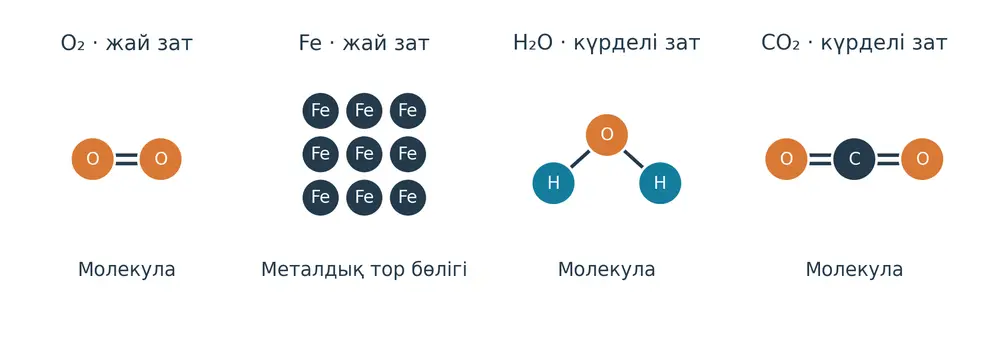 O₂ · жай зат
Fe · жай зат
H₂O · күрделі зат
CO₂ · күрделі зат
O O
Fe Fe Fe
Fe Fe Fe
Fe Fe Fe
O
H H
O C O
Молекула
Металдық тор бөлігі
Молекула
Молекула